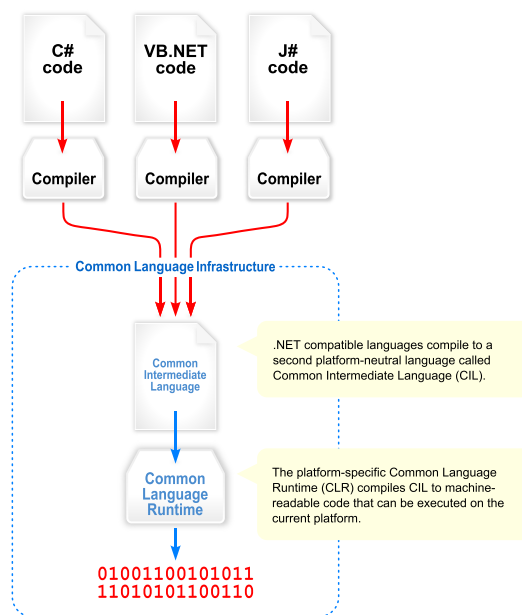 C#
code
VB.NET
code
J#
code
Compiler
Compiler
Compiler
Common Language Infrastructure
Common
Intermediate
Language
.NET compatible languages compile to a
second platform-neutral language called
Common Intermediate Language (CIL).
Common
Language
Runtime
The platform-specific Common Language
Runtime (CLR) compiles CIL to machine-
readable code that can be executed on the
current platform.
01001100101011
11010101100110